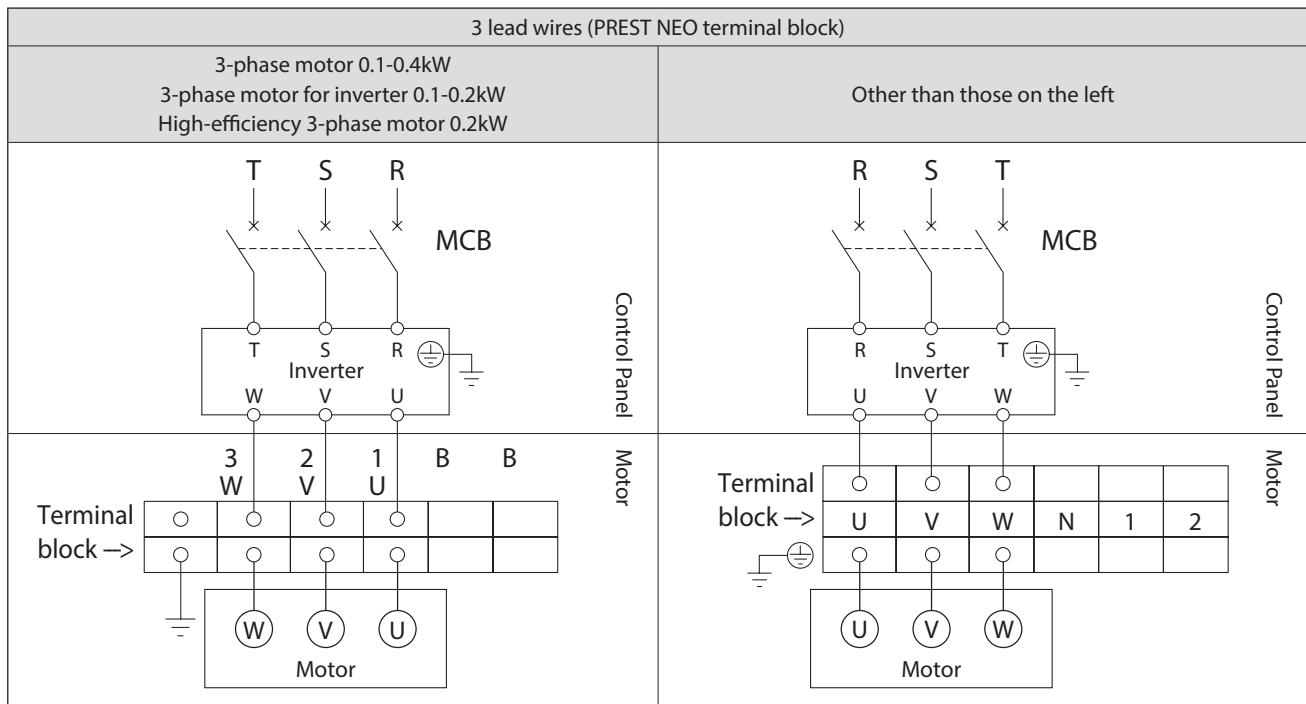 3 lead wires (PREST NEO terminal block)
3-phase motor 0.1-0.4kW
3-phase motor for inverter 0.1-0.2kW
High-efficiency 3-phase motor 0.2kW
Other than those on the left
T S R
MCB
T S R
Inverter
W V U
Control Panel
3 2 1 B B
W V U
Motor
Terminal
block -->
W V U
Motor
R S T
MCB
R S T
Inverter
U V W
Control Panel
Motor
Terminal
block -->
U V W N 1 2
U V W
Motor